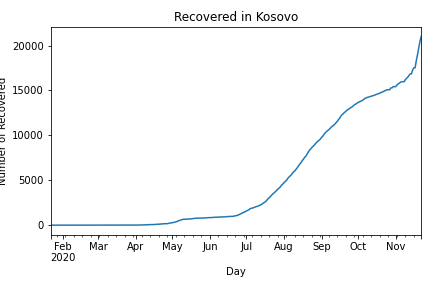 Recovered in Kosovo
Number of Recovered
20000
15000
10000
5000
0
Feb Mar Apr May Jun Jul Aug Sep Oct Nov
2020
Day